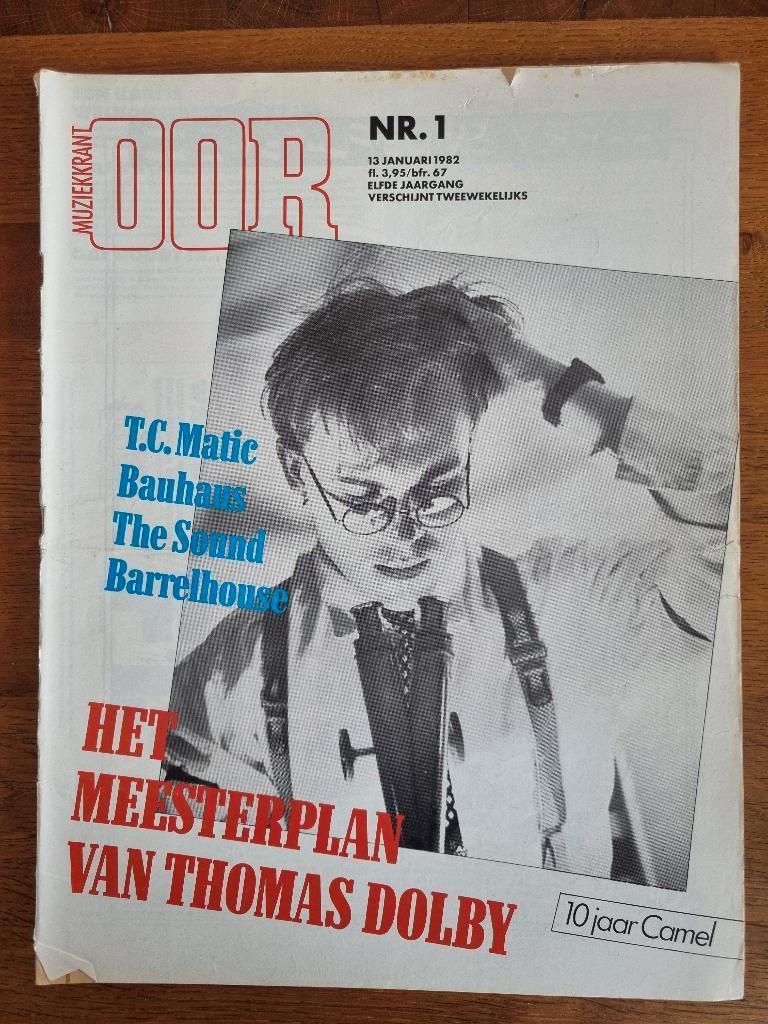 MUZIEKKRANT
OOR
NR. 1
13 JANUARI 1982
fl. 3,95/bfr. 67
ELFDE JAARGANG
VERSCHIJNT TWEEWEKELIJKS
T.C. Matic
Bauhaus
The Sound
Barrelhouse
HET
MEESTERPLAN
VAN THOMAS DOLBY
10 jaar Camel